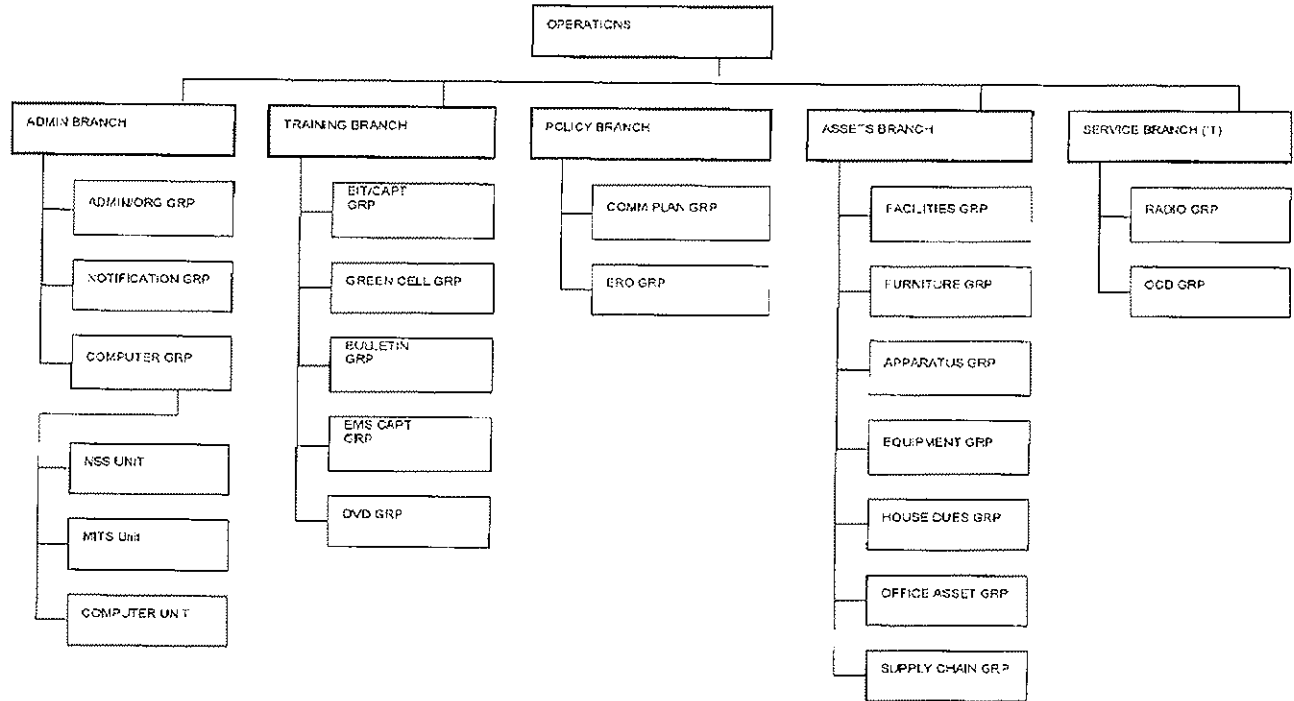 OPERATIONS
ADMIN BRANCH
TRAINING BRANCH
POLICY BRANCH
ASSETS BRANCH
SERVICE BRANCH (*1)
ADMIN/ORG GRP
NOTIFICATION GRP
COMPUTER GRP
NSS UNIT
MITS Unit
COMPUTER UNIT
EIT/CAPT
GRP
GREEN CELL GRP
BULLETIN
GRP
EMS CAPT
GRP
DVD GRP
COMM PLAN GRP
ERO GRP
FACILITIES GRP
FURNITURE GRP
APPARATUS GRP
EQUIPMENT GRP
HOUSE DUES GRP
OFFICE ASSET GRP
SUPPLY CHAIN GRP
RADIO GRP
OCD GRP